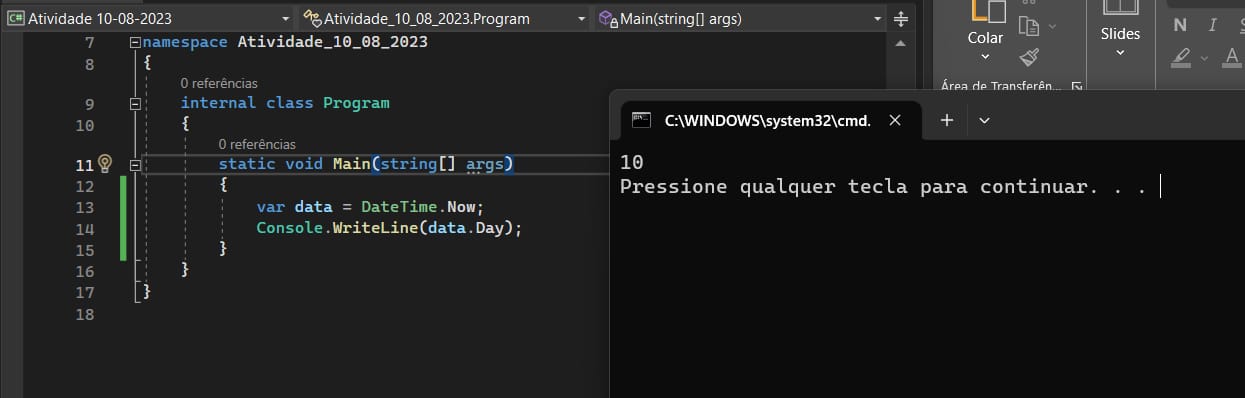 C# Atividade 10-08-2023
Atividade_10_08_2023.Program
Main(string[] args)
7 namespace Atividade_10_08_2023
8 {
0 referências
9 internal class Program
10 {
0 referências
11 static void Main(string[] args)
12 {
13 var data = DateTime.Now;
14 Console.WriteLine(data.Day);
15 }
16 }
17 }
18
Colar
Slides
N I S
A
Área de Transferên...
C:\WINDOWS\system32\cmd.
10
Pressione qualquer tecla para continuar. . .